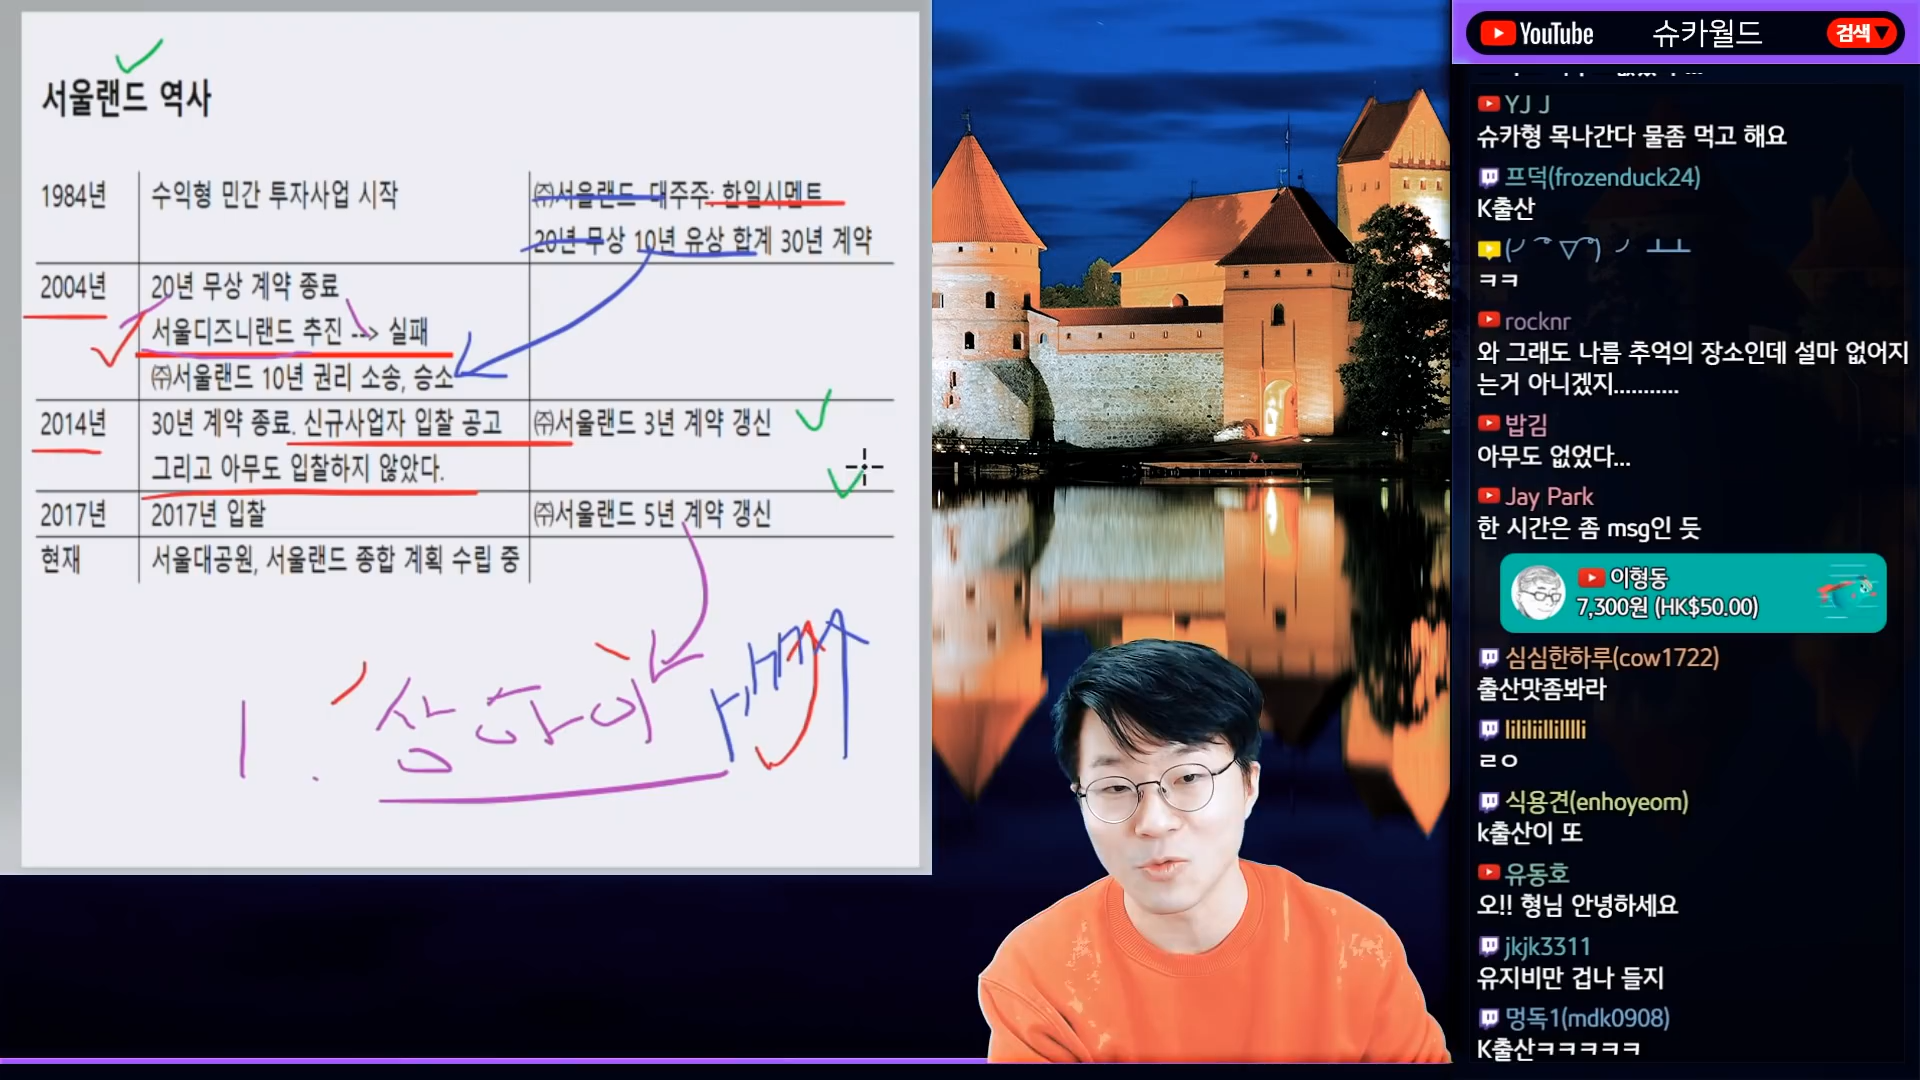 서울랜드 역사
1984년 수익형 민간 투자사업 시작 ㈜서울랜드 대주주: 한일시멘트
20년 무상 10년 유상 합계 30년 계약
2004년 20년 무상 계약 종료
서울디즈니랜드 추진 --> 실패
㈜서울랜드 10년 권리 소송, 승소
2014년 30년 계약 종료. 신규사업자 입찰 공고 ㈜서울랜드 3년 계약 갱신
그리고 아무도 입찰하지 않았다.
2017년 2017년 입찰 ㈜서울랜드 5년 계약 갱신
현재 서울대공원, 서울랜드 종합 계획 수립 중
1. 상하이
YouTube 슈카월드 검색▼
YJ J
슈카형 목나간다 물좀 먹고 해요
프덕(frozenduck24)
K출산
ㅋㅋ
rocknr
와 그래도 나름 추억의 장소인데 설마 없어지
는거 아니겠지...........
밥김
아무도 없었다...
Jay Park
한 시간은 좀 msg인 듯
이형동
7,300원 (HK$50.00)
심심한하루(cow1722)
출산맛좀봐라
ㄹㅇ
식용견(enhoyeom)
k출산이 또
유동호
오!! 형님 안녕하세요
jkjk3311
유지비만 겁나 들지
멍독1(mdk0908)
K출산ㅋㅋㅋㅋㅋ